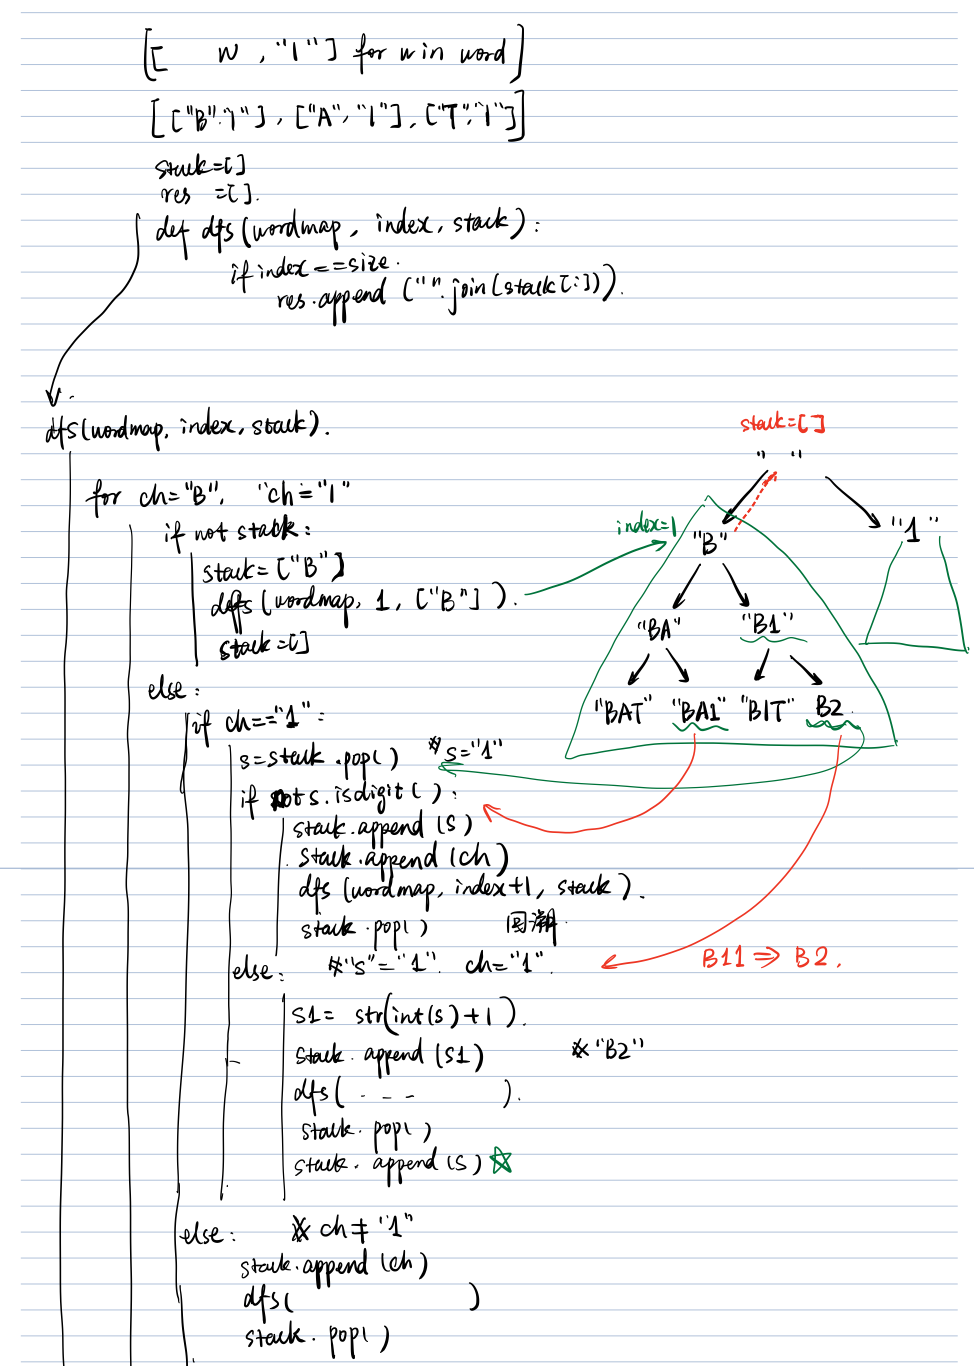 [[ w , "1"] for w in word]
[["B","1"], ["A","1"], ["T","1"]]
stack=[]
res =[].
def dfs(wordmap, index, stack):
if index==size.
res.append ("".join(stack[:])).
dfs(wordmap, index, stack).
stack=[]
" "
for ch="B", "ch="1"
if not stack:
index=1
"B"
"1"
stack=["B"]
dffs(wordmap, 1, ["B"]).
stack=[]
"BA" "B1"
else:
if ch=="1":
"BAT" "BA1" "B1T" B2
s=stack.pop() #s="1"
if not s.isdigit():
stack.append(s)
stack.append(ch)
dfs (wordmap, index+1, stack).
stack.pop() 回溯.
else: #"s"="1". ch="1".
B11 ⇒ B2.
S1= str(int(s)+1).
stack.append(S1) # "B2"
dfs( - - - ).
stack.pop()
stack.append(s) ☆
else: # ch≠"1"
stack.append(ch)
dfs( )
stack.pop()